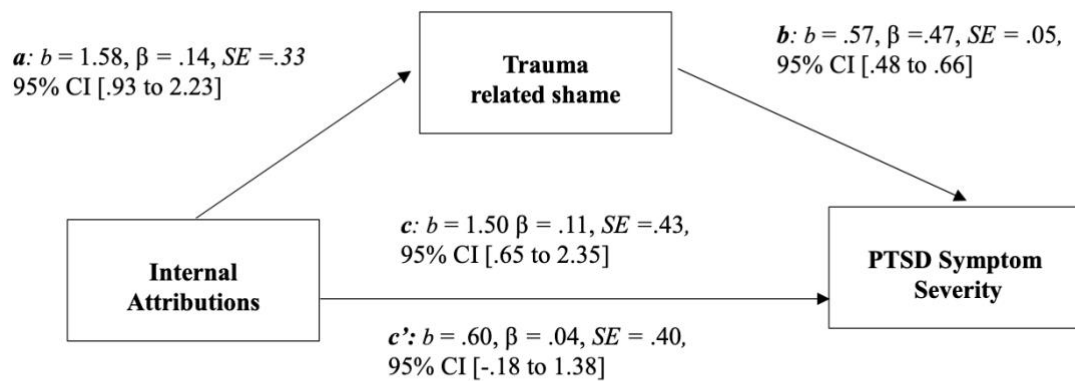 a: b = 1.58, β = .14, SE =.33
95% CI [.93 to 2.23]
Trauma
related shame
b: b = .57, β =.47, SE = .05,
95% CI [.48 to .66]
Internal
Attributions
c: b = 1.50 β = .11, SE =.43,
95% CI [.65 to 2.35]
c’: b = .60, β = .04, SE = .40,
95% CI [-.18 to 1.38]
PTSD Symptom
Severity